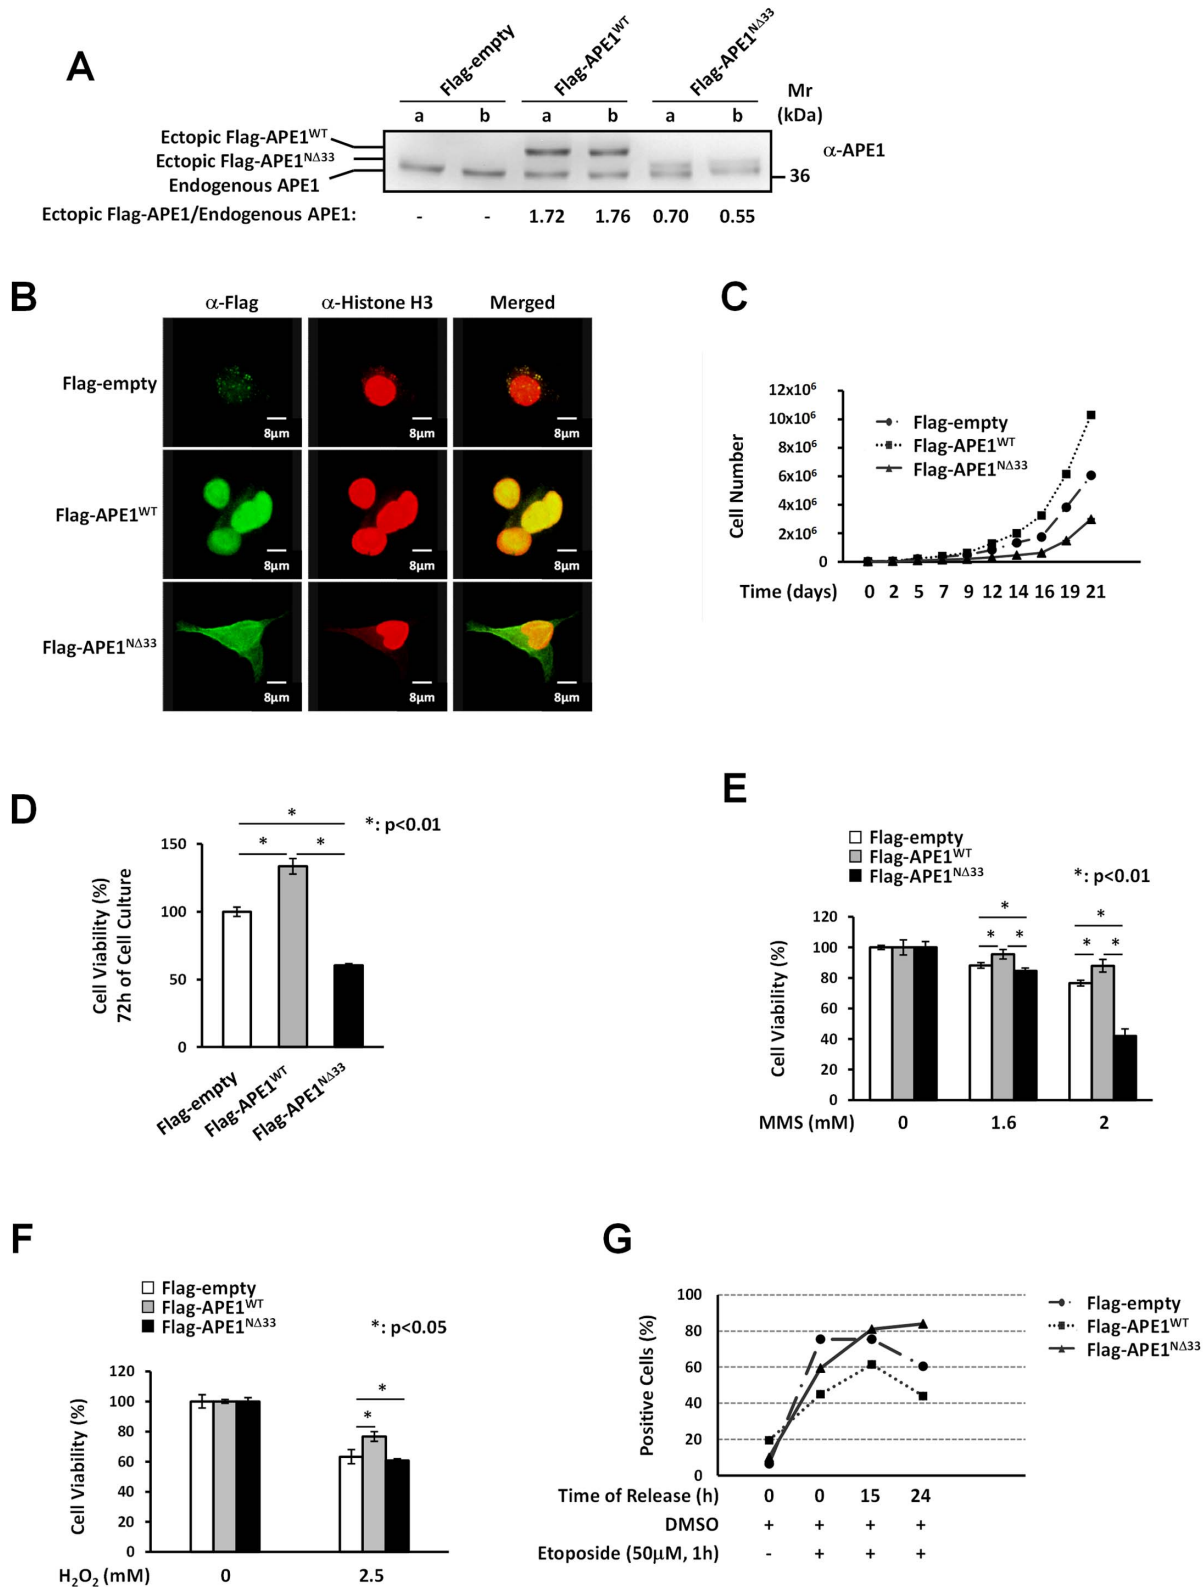 A
Flag-empty
Flag-APE1ᵂᵀ
Flag-APE1ᴺᐞ³³
a b a b a b
Mr
(kDa)
Ectopic Flag-APE1ᵂᵀ
Ectopic Flag-APE1ᴺᐞ³³
Endogenous APE1
α-APE1
36
Ectopic Flag-APE1/Endogenous APE1: - - 1.72 1.76 0.70 0.55
B
α-Flag α-Histone H3 Merged
Flag-empty
8μm 8μm 8μm
Flag-APE1ᵂᵀ
8μm 8μm 8μm
Flag-APE1ᴺᐞ³³
8μm 8μm 8μm
C
Cell Number
12x10⁶
10x10⁶
8x10⁶
6x10⁶
4x10⁶
2x10⁶
0
Flag-empty
Flag-APE1ᵂᵀ
Flag-APE1ᴺᐞ³³
Time (days) 0 2 5 7 9 12 14 16 19 21
D
*: p<0.01
* 
* *
Cell Viability (%)
72h of Cell Culture
150
100
50
0
Flag-empty
Flag-APE1ᵂᵀ
Flag-APE1ᴺᐞ³³
E
Flag-empty
Flag-APE1ᵂᵀ
Flag-APE1ᴺᐞ³³
*: p<0.01
* *
* * * *
Cell Viability (%)
120
100
80
60
40
20
0
MMS (mM) 0 1.6 2
F
Flag-empty
Flag-APE1ᵂᵀ
Flag-APE1ᴺᐞ³³
*: p<0.05
*
*
Cell Viability (%)
120
100
80
60
40
20
0
H₂O₂ (mM) 0 2.5
G
Positive Cells (%)
100
80
60
40
20
0
Flag-empty
Flag-APE1ᵂᵀ
Flag-APE1ᴺᐞ³³
Time of Release (h) 0 0 15 24
DMSO + + + +
Etoposide (50μM, 1h) - + + +